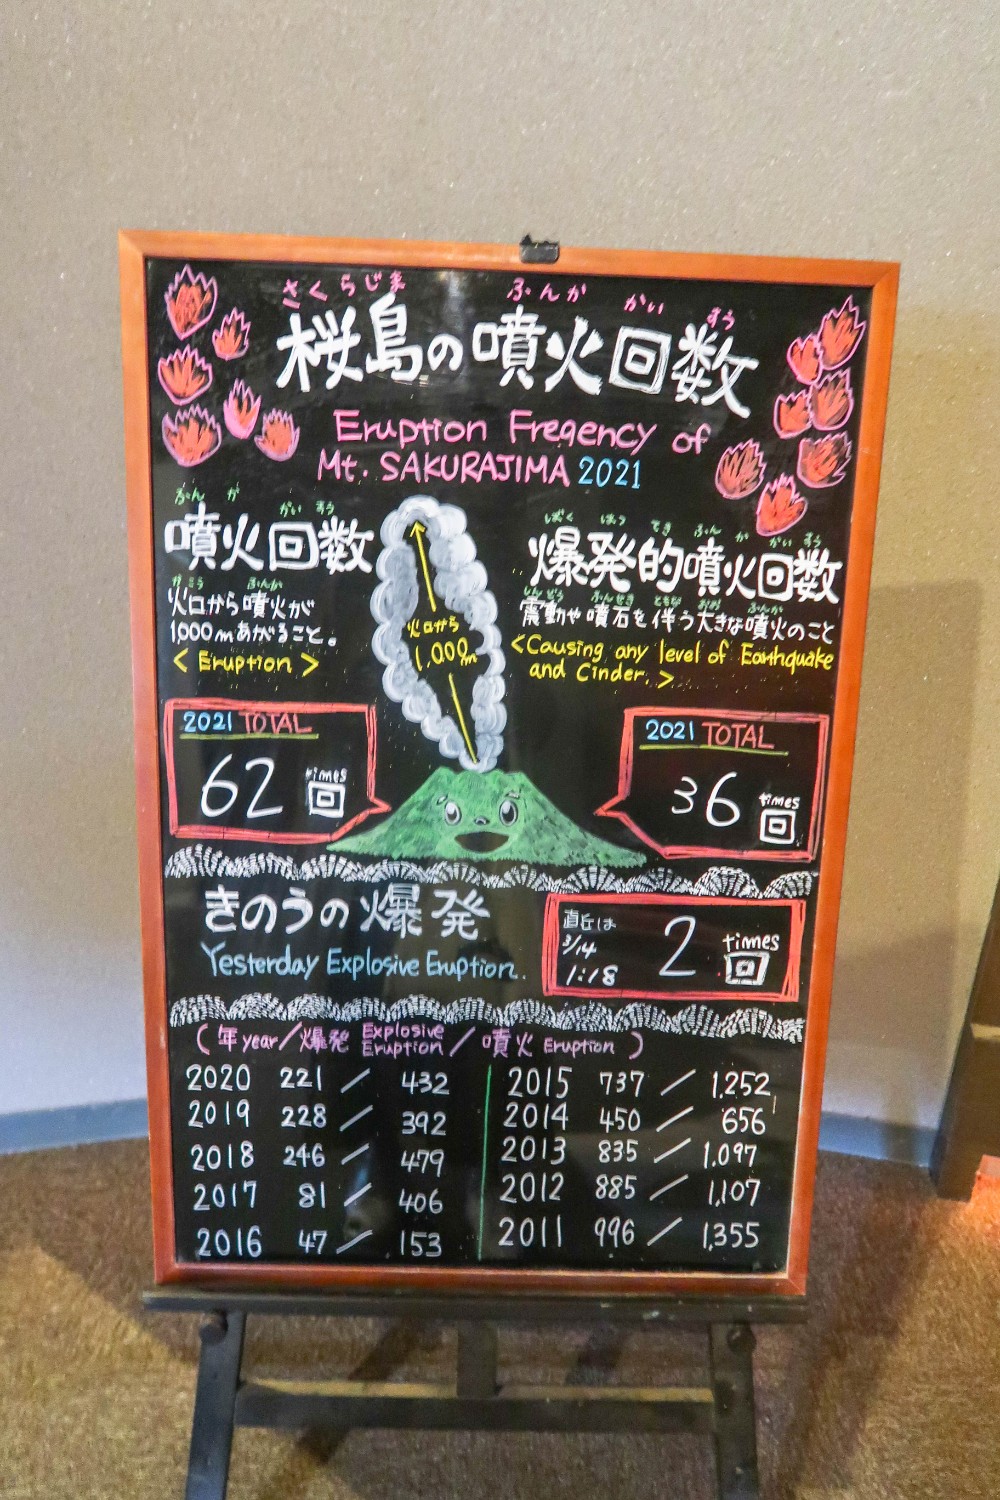 さくらじま ふんか かいすう
桜島の噴火回数
Eruption Freqency of
Mt. SAKURAJIMA 2021
ふんかかいすう
噴火回数
かこう ふんか
火口から噴火が
1,000mあがること。
< Eruption >
火口から
1,000m
ばくはつてきふんかかいすう
爆発的噴火回数
しんどう ふんせき ともな おお ふんか
震動や噴石を伴う大きな噴火のこと
<Causing any level of Earthquake
and Cinder. >
2021 TOTAL
62 times 回
2021 TOTAL
36 times 回
きのうの爆発
Yesterday Explosive Eruption.
直近は
3/14
1:18
2 times 回
( 年 year / 爆発 Explosive Eruption / 噴火 Eruption )
2020 221 / 432
2019 228 / 392
2018 246 / 479
2017 81 / 406
2016 47 / 153
2015 737 / 1,252
2014 450 / 656
2013 835 / 1,097
2012 885 / 1,107
2011 996 / 1,355